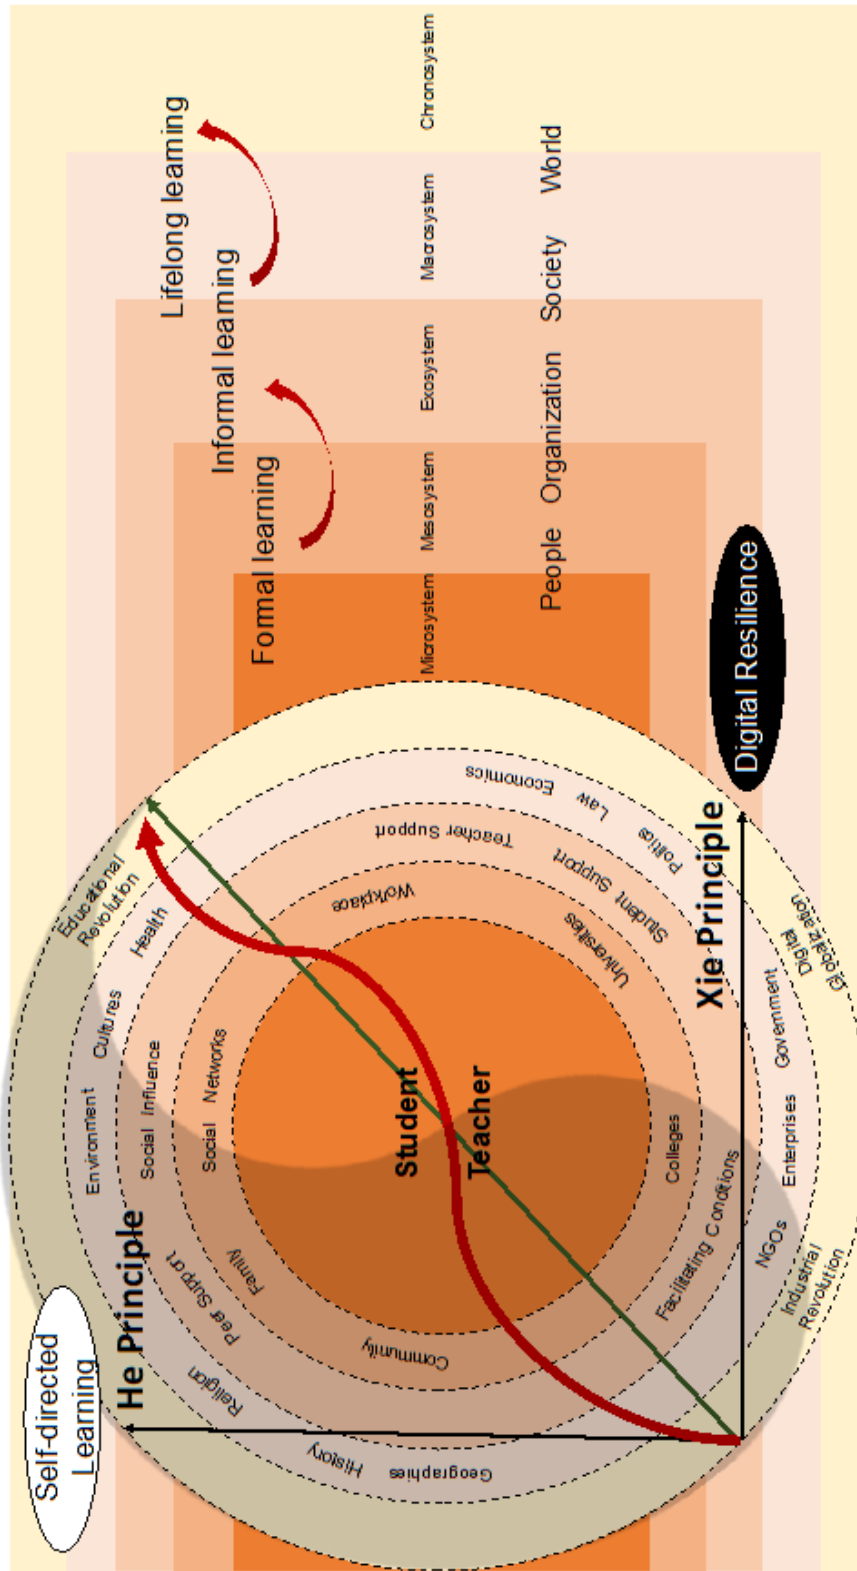 Self-directed
Learning
He Principle
Lifelong learning
Informal learning
Formal learning
Microsystem
Mesosystem
Exosystem
Macrosystem
Chronosystem
People
Organization
Society
World
Digital Resilience
Xie Principle
Student
Teacher
Educational
Revolution
Digital
Globalization
Industrial
Revolution
Geographies
History
Religion
Environment
Cultures
Health
Economics
Law
Politics
Government
Enterprises
NGOs
Peer Support
Social Influence
Teacher Support
Student Support
Facilitating Conditions
Community
Family
Social Networks
Workplace
Universities
Colleges